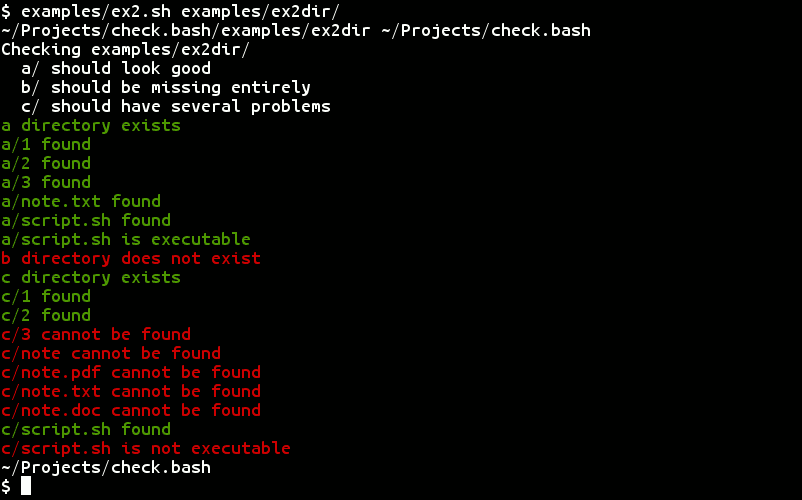 $ examples/ex2.sh examples/ex2dir/
~/Projects/check.bash/examples/ex2dir ~/Projects/check.bash
Checking examples/ex2dir/
  a/ should look good
  b/ should be missing entirely
  c/ should have several problems
a directory exists
a/1 found
a/2 found
a/3 found
a/note.txt found
a/script.sh found
a/script.sh is executable
b directory does not exist
c directory exists
c/1 found
c/2 found
c/3 cannot be found
c/note cannot be found
c/note.pdf cannot be found
c/note.txt cannot be found
c/note.doc cannot be found
c/script.sh found
c/script.sh is not executable
~/Projects/check.bash
$